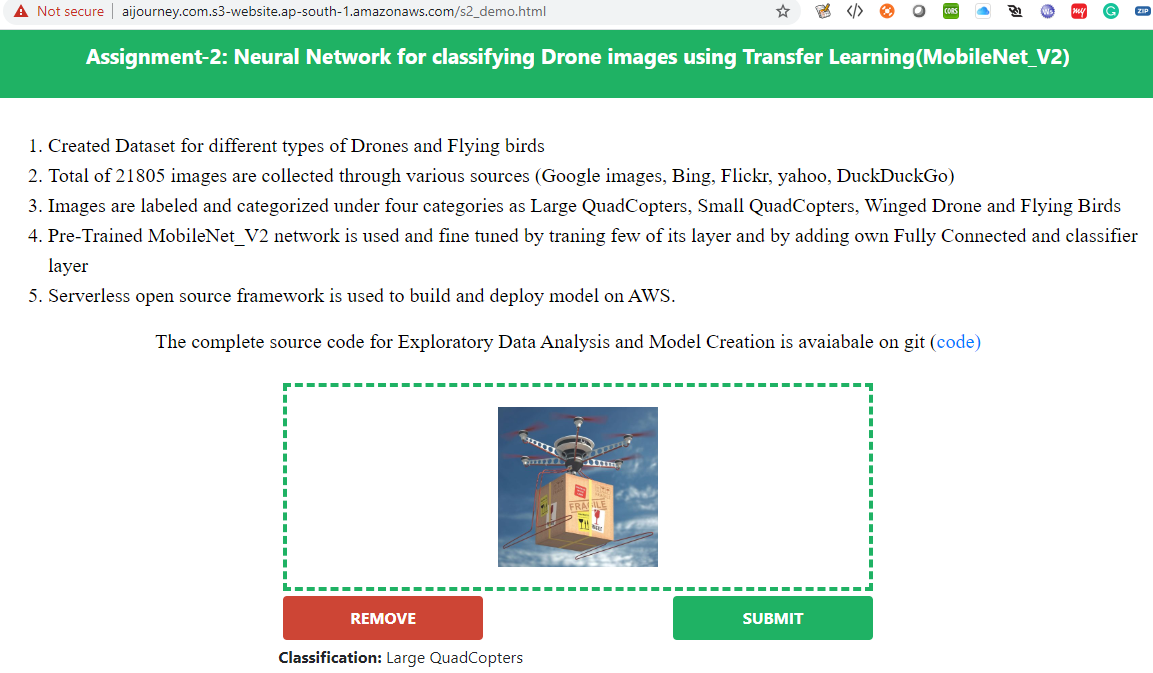 Not secure | aijourney.com.s3-website.ap-south-1.amazonaws.com/s2_demo.html
CORS
Ws
my
G
ZIP
Assignment-2: Neural Network for classifying Drone images using Transfer Learning(MobileNet_V2)
1. Created Dataset for different types of Drones and Flying birds
2. Total of 21805 images are collected through various sources (Google images, Bing, Flickr, yahoo, DuckDuckGo)
3. Images are labeled and categorized under four categories as Large QuadCopters, Small QuadCopters, Winged Drone and Flying Birds
4. Pre-Trained MobileNet_V2 network is used and fine tuned by traning few of its layer and by adding own Fully Connected and classifier
layer
5. Serverless open source framework is used to build and deploy model on AWS.
The complete source code for Exploratory Data Analysis and Model Creation is avaiabale on git (code)
FRAGILE
REMOVE
SUBMIT
Classification: Large QuadCopters